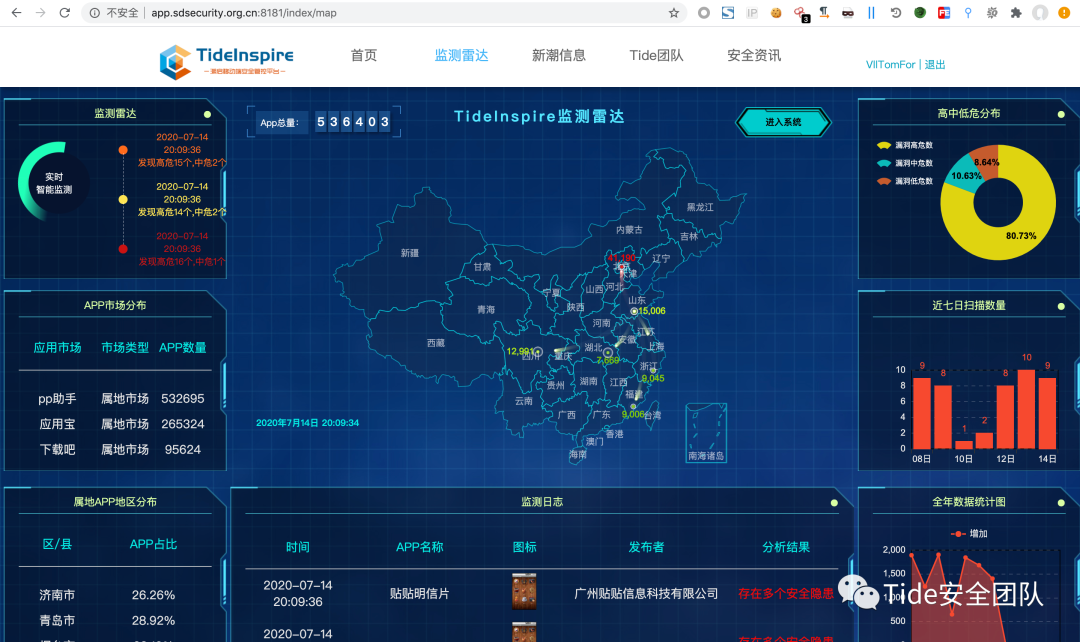 不安全 | app.sdsecurity.org.cn:8181/index/map
TideInspire
首页
监测雷达
新潮信息
Tide团队
安全资讯
VIITomFor | 退出
监测雷达
实时
智能监测
2020-07-14
20:09:36
发现高危15个,中危2个
2020-07-14
20:09:36
发现高危14个,中危2个
2020-07-14
20:09:36
发现高危16个,中危1个
App总量:
536403
TideInspire监测雷达
进入系统
黑龙江
内蒙古
吉林
新疆
辽宁
41,190
北京
天津
甘肃
山西
河北
宁夏
山东
青海
陕西
15,006
河南
江苏
西藏
安徽
上海
12,991
四川
重庆
湖北
7,669
浙江
9,045
贵州
湖南
江西
福建
云南
9,006
台湾
广西
广东
香港
澳门
海南
南海诸岛
2020年7月14日 20:09:34
高中低危分布
漏洞高危数
漏洞中危数
漏洞低危数
8.64%
10.63%
80.73%
APP市场分布
应用市场 市场类型 APP数量
pp助手 属地市场 532695
应用宝 属地市场 265324
下载吧 属地市场 95624
近七日扫描数量
10
8
6
4
2
0
9
8
1
2
8
10
9
08日 10日 12日 14日
属地APP地区分布
区/县 APP占比
济南市 26.26%
青岛市 28.92%
监测日志
时间 APP名称 图标 发布者 分析结果
2020-07-14
20:09:36
贴贴明信片
广州贴贴信息科技有限公司
存在多个安全隐患
2020-07-14
存在多个安全隐患
全年数据统计图
增加
2,000
1,500
1,000
500
Tide安全团队